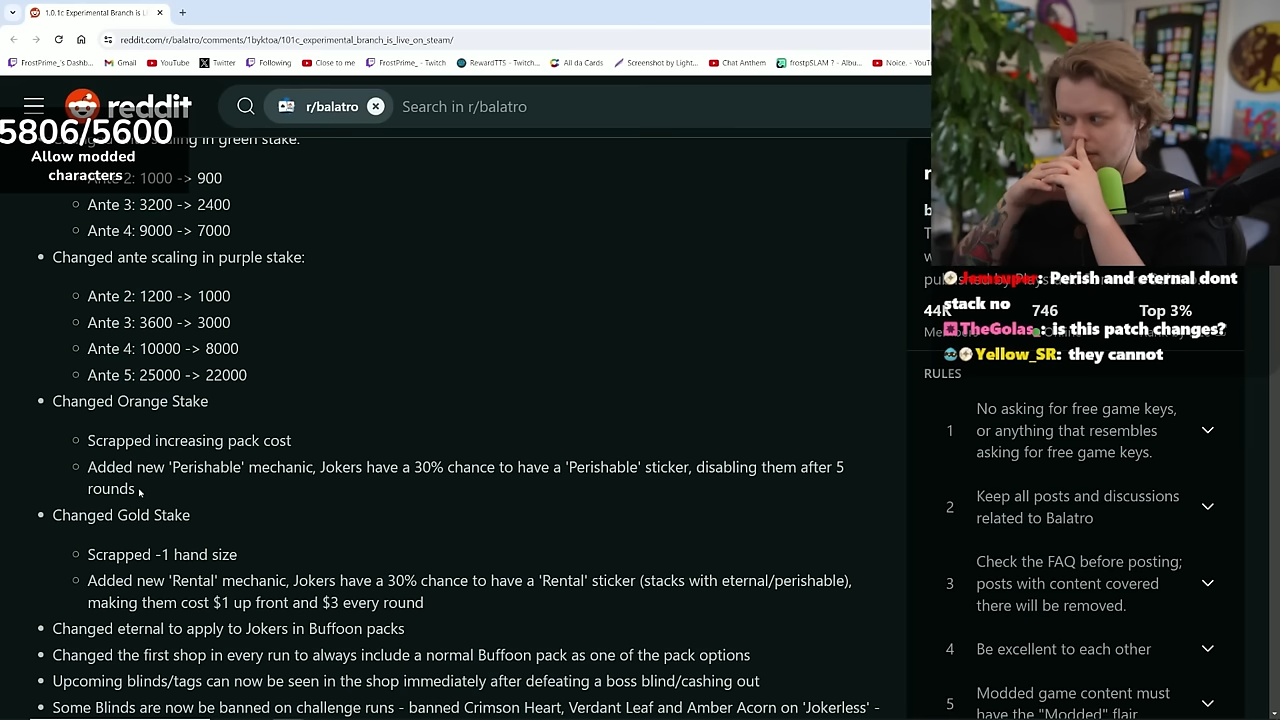 1.0.1c Experimental Branch is Li
reddit.com/r/balatro/comments/1byktoa/101c_experimental_branch_is_live_on_steam/
FrostPrime_'s Dashb... Gmail YouTube Twitter Following Close to me FrostPrime_ - Twitch RewardTTS - Twitch... All da Cards Screenshot by Light... Chat Anthem frostpSLAM ? - Albu... Noice. - YouTu
reddit r/balatro Search in r/balatro
5806/5600
Allow modded
characters
scaling in green stake:
Ante 2: 1000 -> 900
Ante 3: 3200 -> 2400
Ante 4: 9000 -> 7000
Changed ante scaling in purple stake:
Ante 2: 1200 -> 1000
Ante 3: 3600 -> 3000
Ante 4: 10000 -> 8000
Ante 5: 25000 -> 22000
Changed Orange Stake
Scrapped increasing pack cost
Added new 'Perishable' mechanic, Jokers have a 30% chance to have a 'Perishable' sticker, disabling them after 5
rounds
Changed Gold Stake
Scrapped -1 hand size
Added new 'Rental' mechanic, Jokers have a 30% chance to have a 'Rental' sticker (stacks with eternal/perishable),
making them cost $1 up front and $3 every round
Changed eternal to apply to Jokers in Buffoon packs
Changed the first shop in every run to always include a normal Buffoon pack as one of the pack options
Upcoming blinds/tags can now be seen in the shop immediately after defeating a boss blind/cashing out
Some Blinds are now be banned on challenge runs - banned Crimson Heart, Verdant Leaf and Amber Acorn on 'Jokerless' -
: Perish and eternal dont
stack no
TheGolas_: is this patch changes?
Yellow_SR: they cannot
44K 746 Top 3%
RULES
1 No asking for free game keys,
or anything that resembles
asking for free game keys.
2 Keep all posts and discussions
related to Balatro
3 Check the FAQ before posting;
posts with content covered
there will be removed.
4 Be excellent to each other
5 Modded game content must
have the "Modded" flair